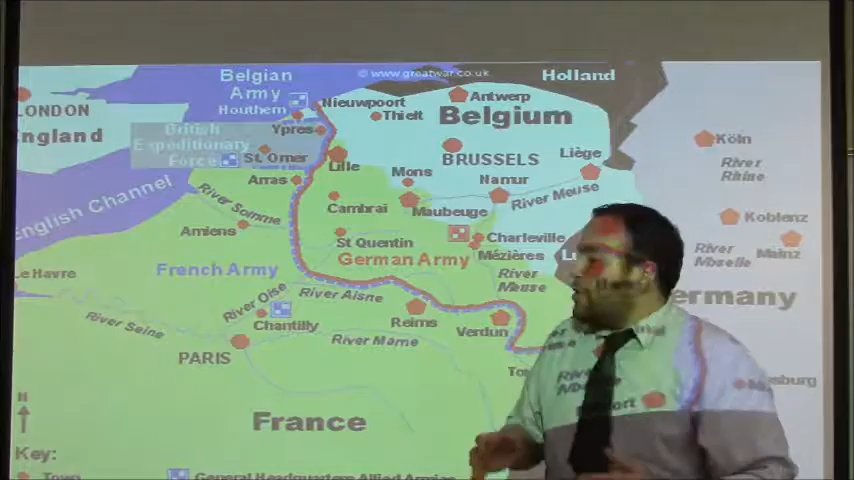 © www.greatwar.co.uk
Holland
Belgian
Army
Houthem
Nieuwpoort
Antwerp
LONDON
Thielt
Belgium
ngland
British
Expeditionary
Force
Ypres
St. Omer
Lille
BRUSSELS
Liège
Köln
River
Rhine
Arras
Mons
Namur
River Meuse
English Channel
River Somme
Cambrai
Maubeuge
Koblenz
Amiens
St Quentin
Charleville
Mézières
German Army
River
Moselle
Mainz
Le Havre
French Army
River
Meuse
ermany
River Oise
River Aisne
Chantilly
Reims
Verdun
River Seine
River Marne
PARIS
France
N
Key:
Town
General Headquarters Allied Armies